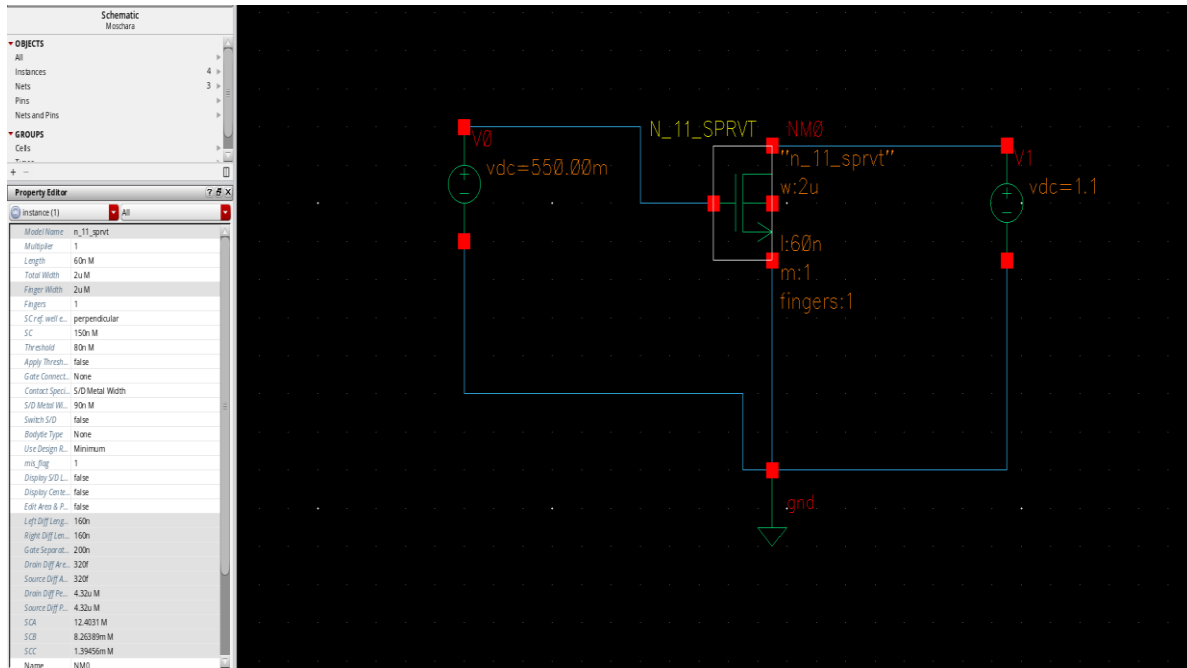 Schematic
Moschara
OBJECTS
All
Instances 4
Nets 3
Pins
Nets and Pins
GROUPS
Cells
+ −
Property Editor ? X
instance (1) All
Model Name n_11_sprvt
Multiplier 1
Length 60n M
Total Width 2u M
Finger Width 2u M
Fingers 1
SC ref. well e... perpendicular
SC 150n M
Threshold 80n M
Apply Thresh... false
Gate Connect... None
Contact Speci... S/D Metal Width
S/D Metal Wi... 90n M
Switch S/D false
Bodytie Type None
Use Design R... Minimum
mis_flag 1
Display S/D L... false
Display Cente... false
Edit Area & P... false
Left Diff Leng... 160n
Right Diff Len... 160n
Gate Separat... 200n
Drain Diff Are... 320f
Source Diff A... 320f
Drain Diff Pe... 4.32u M
Source Diff P... 4.32u M
SCA 12.4031 M
SCB 8.26389m M
SCC 1.39456m M
Name NM0
V0
vdc=550.00m
N_11_SPRVT NM0
"n_11_sprvt"
w:2u
l:60n
m:1
fingers:1
V1
vdc=1.1
gnd